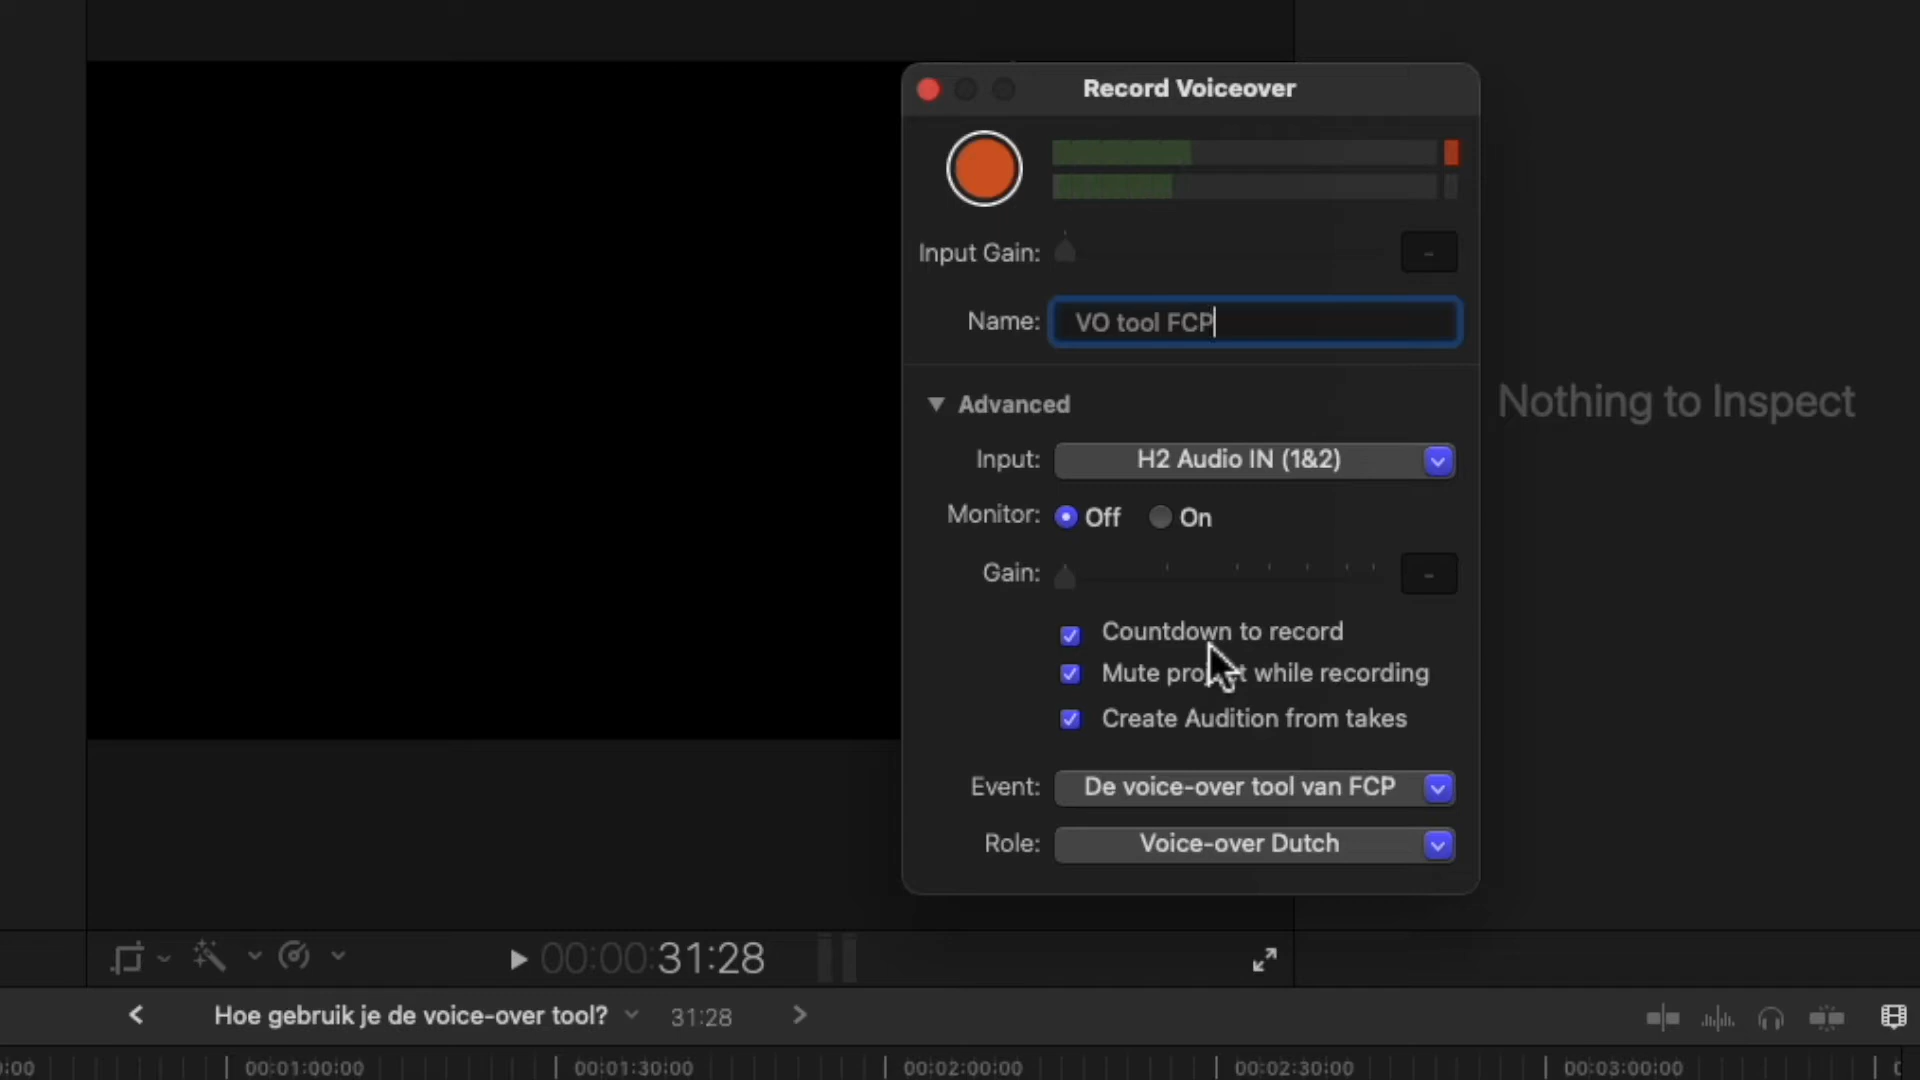 Record Voiceover
Input Gain: -
Name: VO tool FCP
Advanced
Nothing to Inspect
Input: H2 Audio IN (1&2)
Monitor: Off On
Gain: -
Countdown to record
Mute project while recording
Create Audition from takes
Event: De voice-over tool van FCP
Role: Voice-over Dutch
00:00:31:28
Hoe gebruik je de voice-over tool? 31:28
:00 00:01:00:00 00:01:30:00 00:02:00:00 00:02:30:00 00:03:00:00